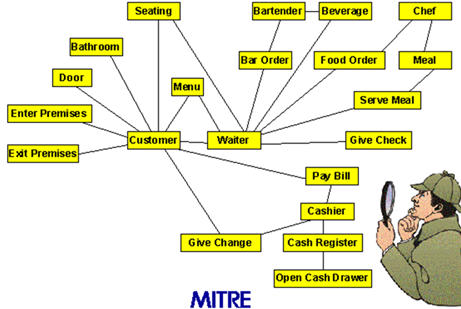 Seating
Bartender
Beverage
Chef
Bathroom
Bar Order
Food Order
Meal
Door
Menu
Serve Meal
Enter Premises
Customer
Waiter
Give Check
Exit Premises
Pay Bill
Cashier
Give Change
Cash Register
Open Cash Drawer
MITRE